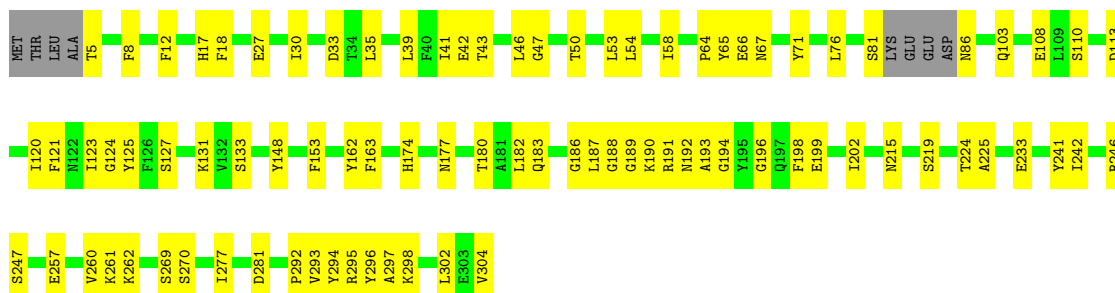 MET THR LEU ALA T5 F8 F12 H17 F18 E27 I30 D33 T34 L35 L39 F40 I41 E42 T43 L46 G47 T50 L53 L54 I58 P64 Y65 E66 N67 Y71 L76 S81 LYS GLU GLU ASP N86 Q103 E108 L109 S110
I120 F121 N122 I123 G124 Y125 F126 S127 K131 V132 S133 Y148 F153 Y162 F163 H174 N177 T180 A181 L182 Q183 G186 L187 G188 G189 K190 R191 N192 A193 G194 Y195 G196 Q197 F198 E199 I202 N215 S219 T224 A225 E233 Y241 I242
S247 E257 V260 K261 K262 S269 S270 I277 D281 P292 V293 Y294 R295 Y296 A297 K298 L302 E303 V304